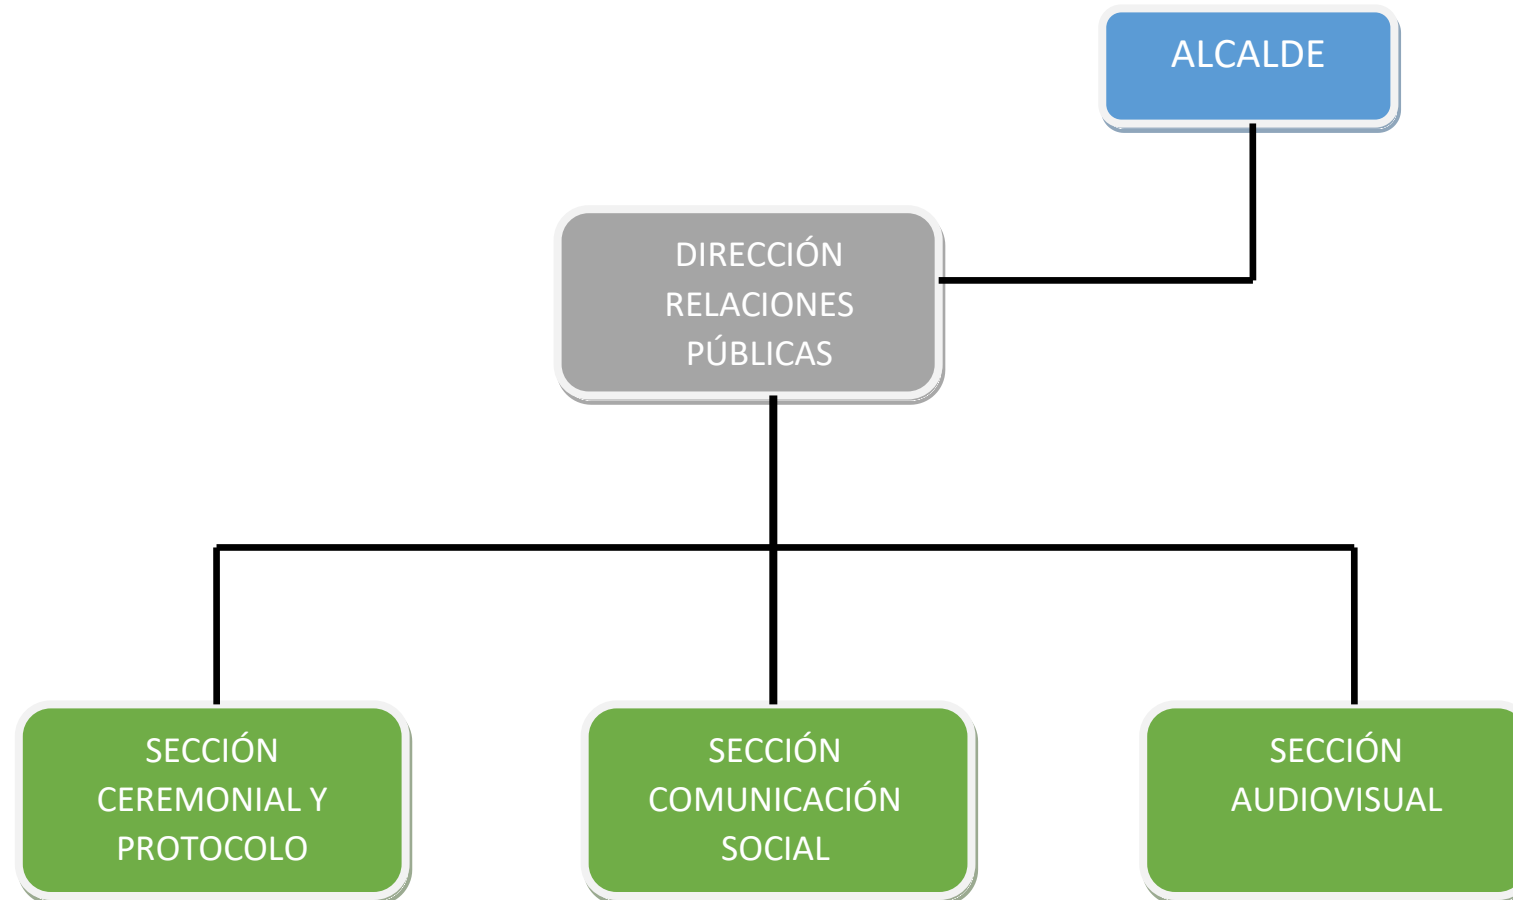 ALCALDE
DIRECCIÓN
RELACIONES
PÚBLICAS
SECCIÓN
CEREMONIAL Y
PROTOCOLO
SECCIÓN
COMUNICACIÓN
SOCIAL
SECCIÓN
AUDIOVISUAL